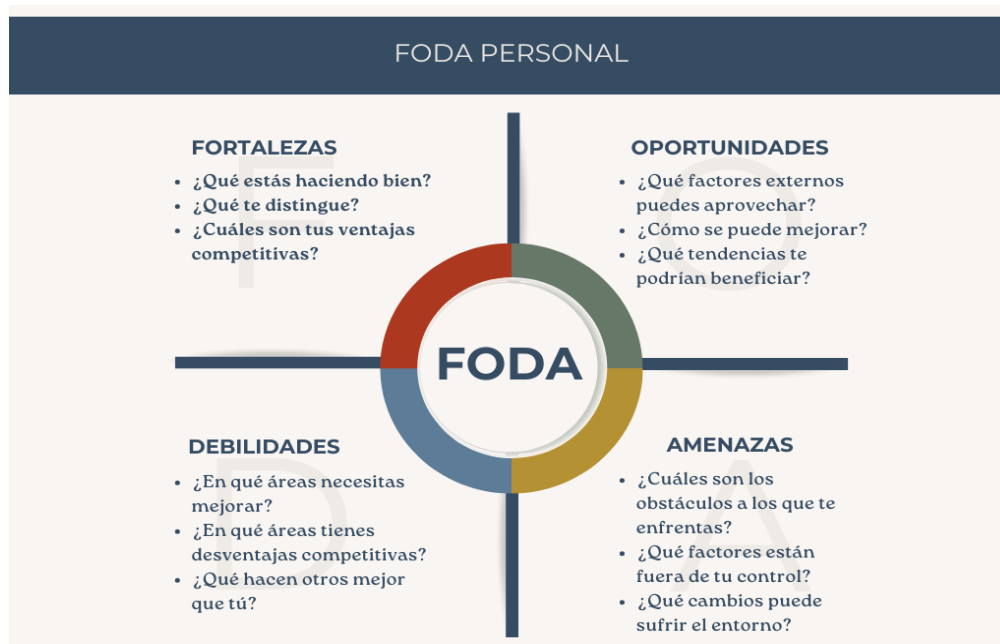 FODA PERSONAL
FORTALEZAS
• ¿Qué estás haciendo bien?
• ¿Qué te distingue?
• ¿Cuáles son tus ventajas
competitivas?
OPORTUNIDADES
• ¿Qué factores externos
puedes aprovechar?
• ¿Cómo se puede mejorar?
• ¿Qué tendencias te
podrían beneficiar?
FODA
DEBILIDADES
• ¿En qué áreas necesitas
mejorar?
• ¿En qué áreas tienes
desventajas competitivas?
• ¿Qué hacen otros mejor
que tú?
AMENAZAS
• ¿Cuáles son los
obstáculos a los que te
enfrentas?
• ¿Qué factores están
fuera de tu control?
• ¿Qué cambios puede
sufrir el entorno?
F
O
D
A